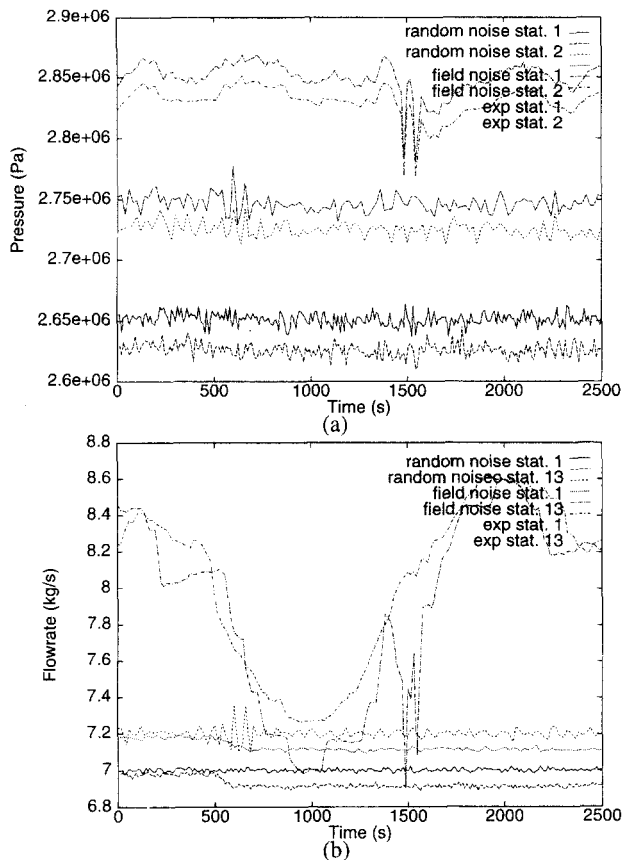 2.9e+06
random noise stat. 1
random noise stat. 2
2.85e+06
field noise stat. 1
field noise stat. 2
exp stat. 1
exp stat. 2
2.8e+06
Pressure (Pa)
2.75e+06
2.7e+06
2.65e+06
2.6e+06
0 500 1000 1500 2000 2500
Time (s)
(a)
8.8
random noise stat. 1
random noiseo stat. 13
8.6
field noise stat. 1
field noise stat. 13
8.4
exp stat. 1
exp stat. 13
8.2
8
Flowrate (kg/s)
7.8
7.6
7.4
7.2
7
6.8
0 500 1000 1500 2000 2500
Time (s)
(b)